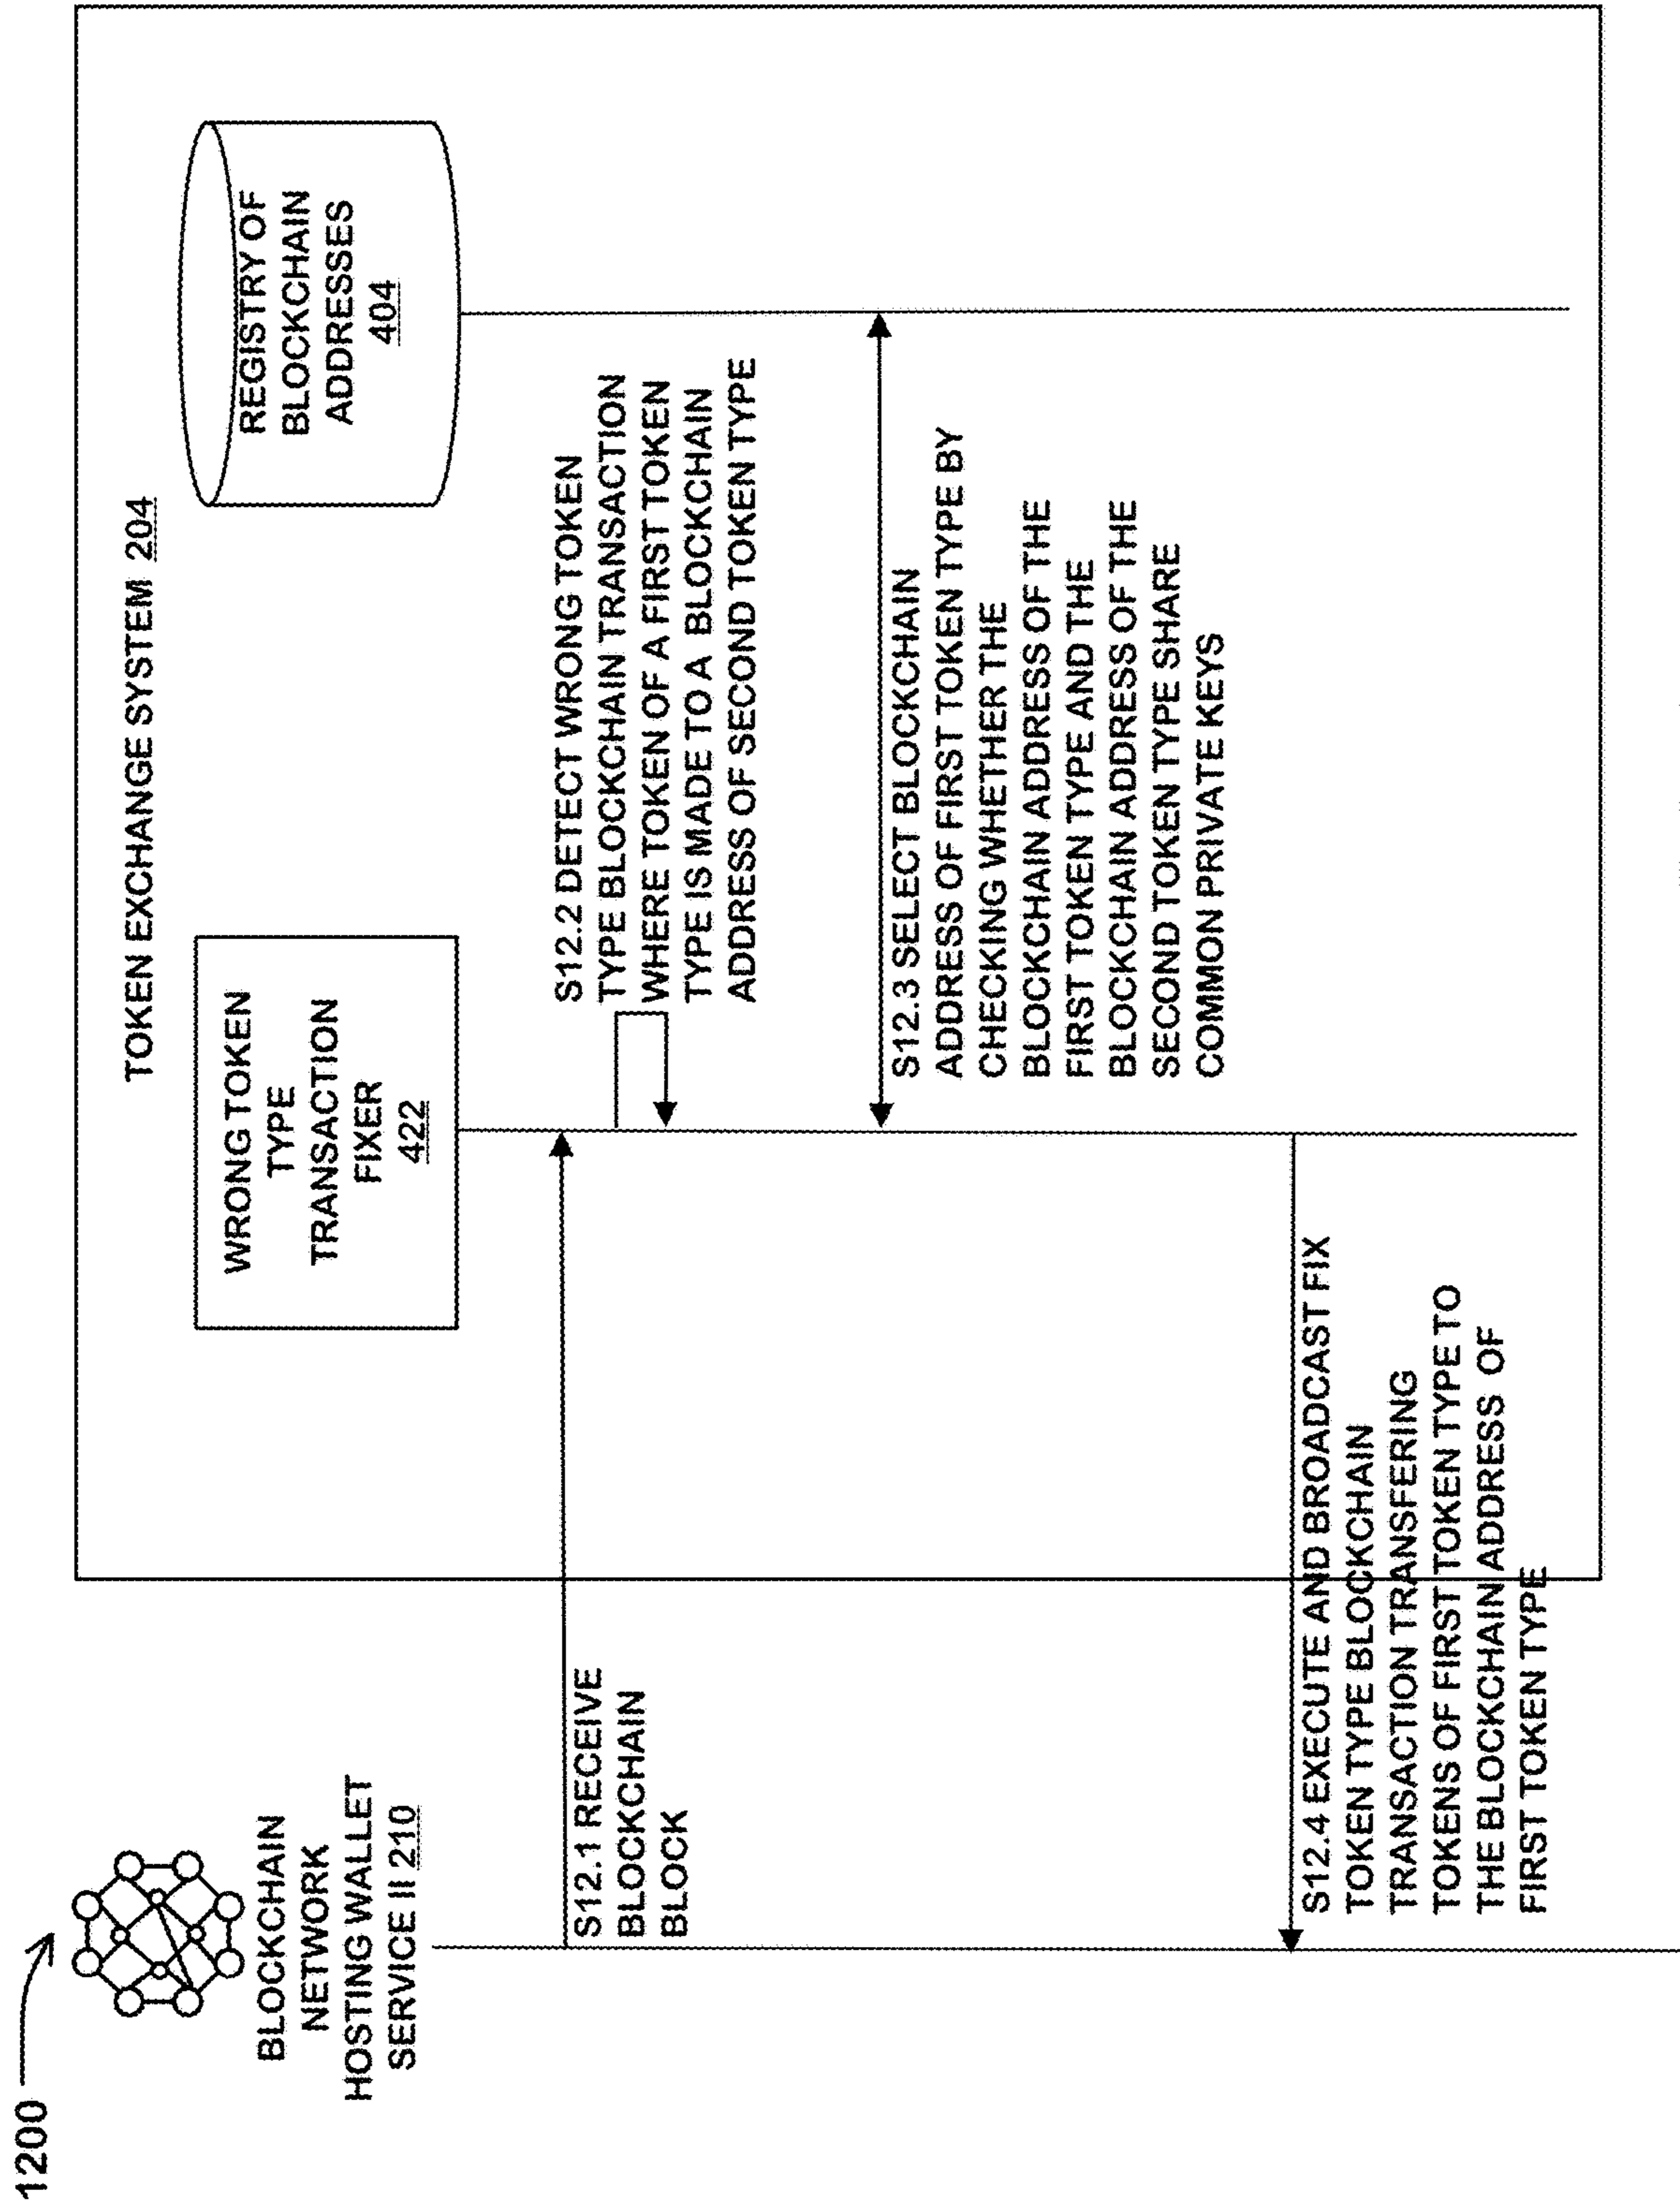 1200
BLOCKCHAIN
NETWORK
HOSTING WALLET
SERVICE II 210
TOKEN EXCHANGE SYSTEM 204
WRONG TOKEN
TYPE
TRANSACTION
FIXER
422
REGISTRY OF
BLOCKCHAIN
ADDRESSES
404
S12.1 RECEIVE
BLOCKCHAIN
BLOCK
S12.2 DETECT WRONG TOKEN
TYPE BLOCKCHAIN TRANSACTION
WHERE TOKEN OF A FIRST TOKEN
TYPE IS MADE TO A BLOCKCHAIN
ADDRESS OF SECOND TOKEN TYPE
S12.3 SELECT BLOCKCHAIN
ADDRESS OF FIRST TOKEN TYPE BY
CHECKING WHETHER THE
BLOCKCHAIN ADDRESS OF THE
FIRST TOKEN TYPE AND THE
BLOCKCHAIN ADDRESS OF THE
SECOND TOKEN TYPE SHARE
COMMON PRIVATE KEYS
S12.4 EXECUTE AND BROADCAST FIX
TOKEN TYPE BLOCKCHAIN
TRANSACTION TRANSFERING
TOKENS OF FIRST TOKEN TYPE TO
THE BLOCKCHAIN ADDRESS OF
FIRST TOKEN TYPE